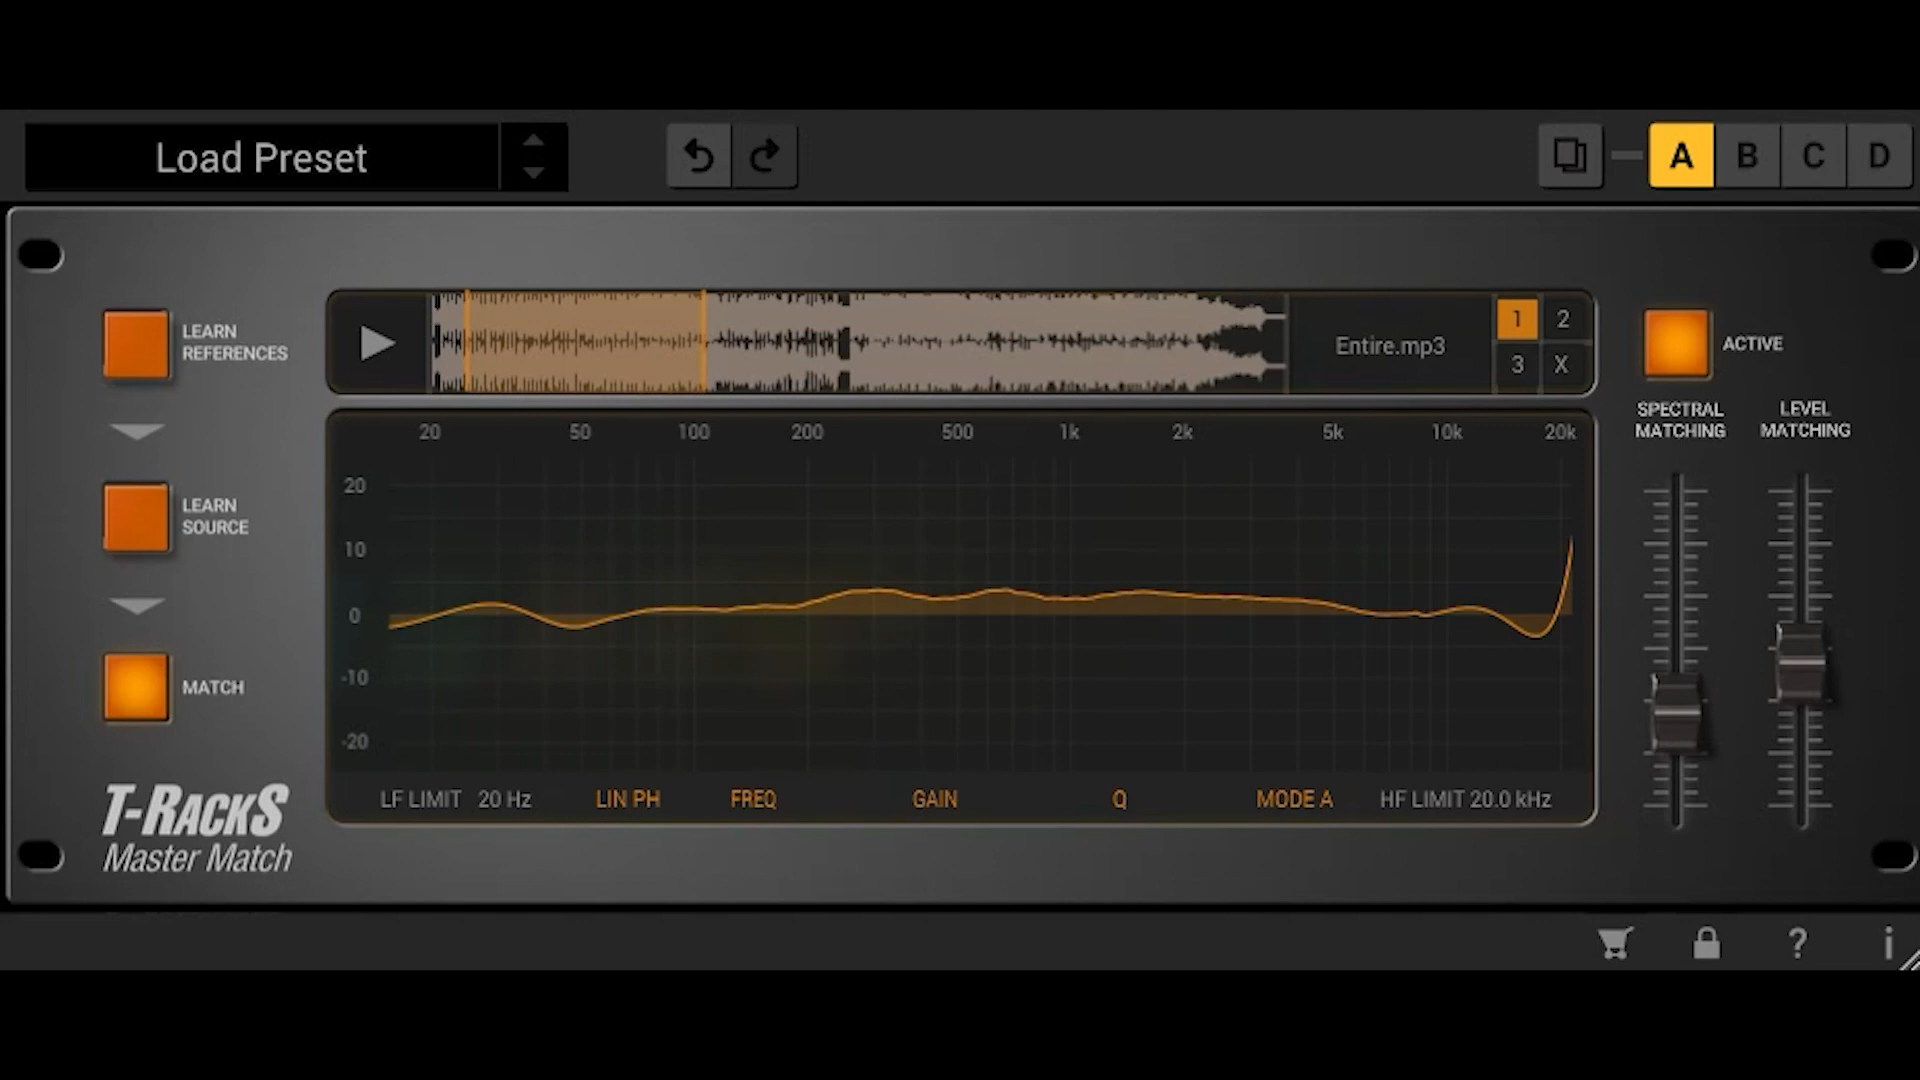 Load Preset
A B C D
LEARN
REFERENCES
Entire.mp3
1 2
3 X
ACTIVE
SPECTRAL
MATCHING
LEVEL
MATCHING
20 50 100 200 500 1k 2k 5k 10k 20k
20
10
0
-10
-20
LEARN
SOURCE
MATCH
LF LIMIT 20 Hz LIN PH FREQ GAIN Q MODE A HF LIMIT 20.0 kHz
T-RackS
Master Match
? i